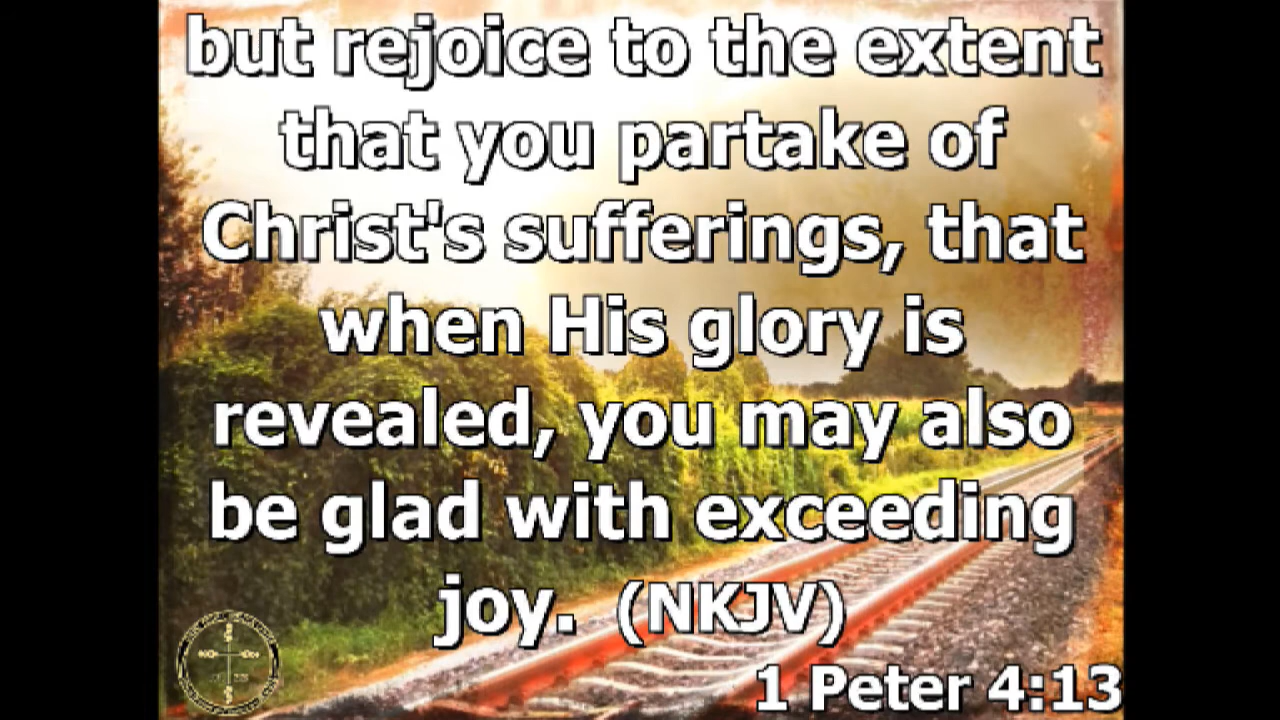 but rejoice to the extent
that you partake of
Christ's sufferings, that
when His glory is
revealed, you may also
be glad with exceeding
joy. (NKJV)
1 Peter 4:13